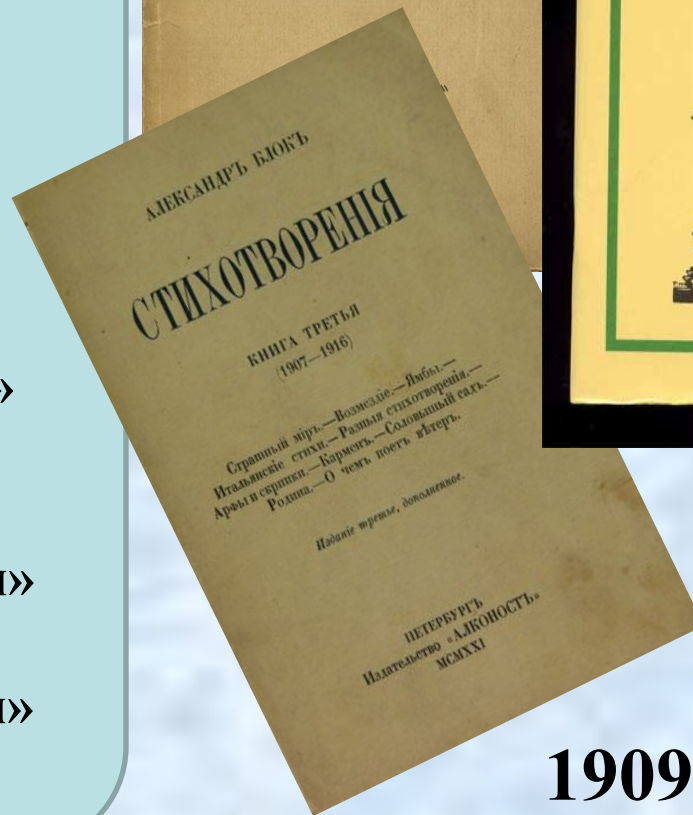 АЛЕКСАНДРЪ БЛОКЪ
СТИХОТВОРЕНІЯ
КНИГА ТРЕТЬЯ
(1907—1916)
Страшный міръ.—Возмездіе.—Ямбы.—
Итальянскіе стихи.—Разныя стихотворенія.—
Арфы и скрипки.—Карменъ.—Соловьиный садъ.—
Родина.—О чемъ поетъ вѣтеръ.
Изданіе третье, дополненное.
ПЕТЕРБУРГЪ
Издательство «АЛКОНОСТЪ»
MCMXXI
»
»
»
1909